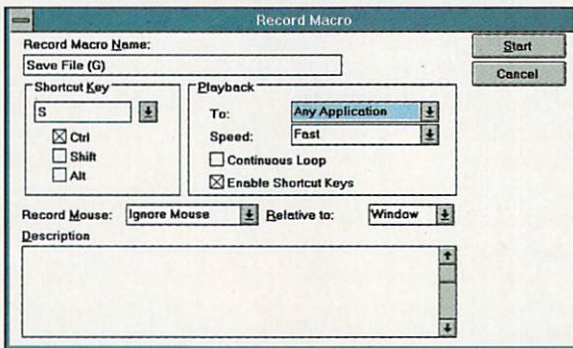 Record Macro
Record Macro Name:
Start
Save File (G)
Cancel
Shortcut Key
S
Ctrl
Shift
Alt
Playback
To: Any Application
Speed: Fast
Continuous Loop
Enable Shortcut Keys
Record Mouse: Ignore Mouse Relative to: Window
Description